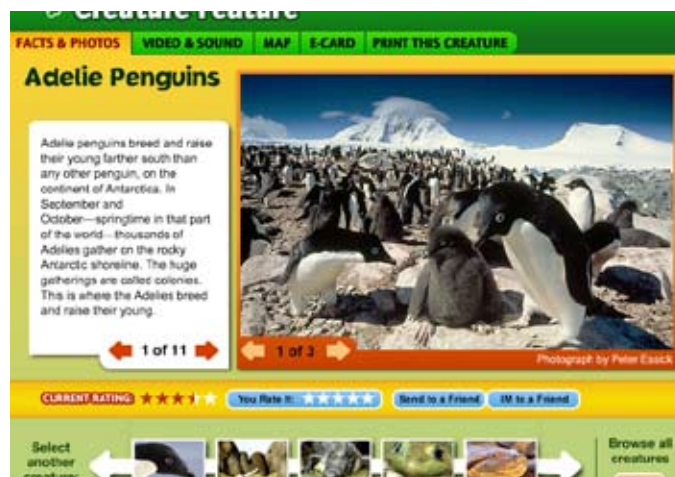 Creature Feature
FACTS & PHOTOS VIDEO & SOUND MAP E-CARD PRINT THIS CREATURE
Adelie Penguins
Adelie penguins breed and raise
their young farther south than
any other penguin, on the
continent of Antarctica. In
September and
October—springtime in that part
of the world—thousands of
Adelies gather on the rocky
Antarctic shoreline. The huge
gatherings are called colonies.
This is where the Adelies breed
and raise their young.
1 of 11
1 of 3
Photograph by Peter Essick
CURRENT RATING: You Rate It: Send to a Friend IM to a Friend
Select
another
creature:
Browse all
creatures